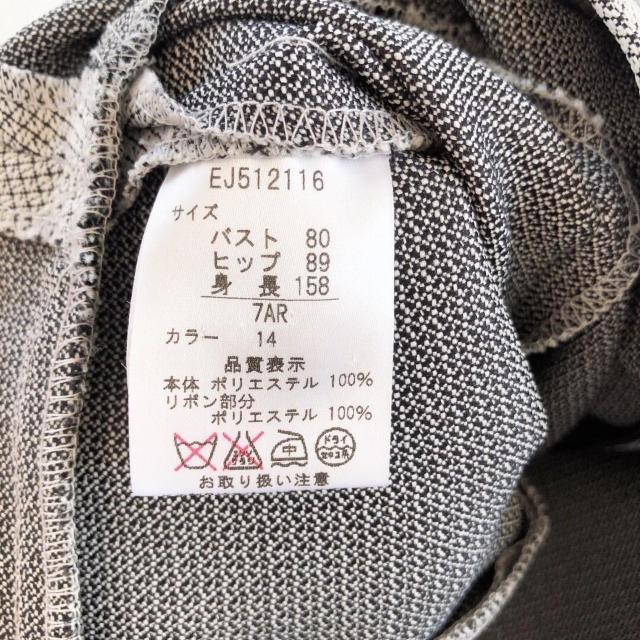 EJ512116
サイズ
バスト 80
ヒップ 89
身 長 158
7AR
カラー 14
品質表示
本体 ポリエステル 100%
リボン部分
ポリエステル 100%
中
ドライ
お取り扱い注意